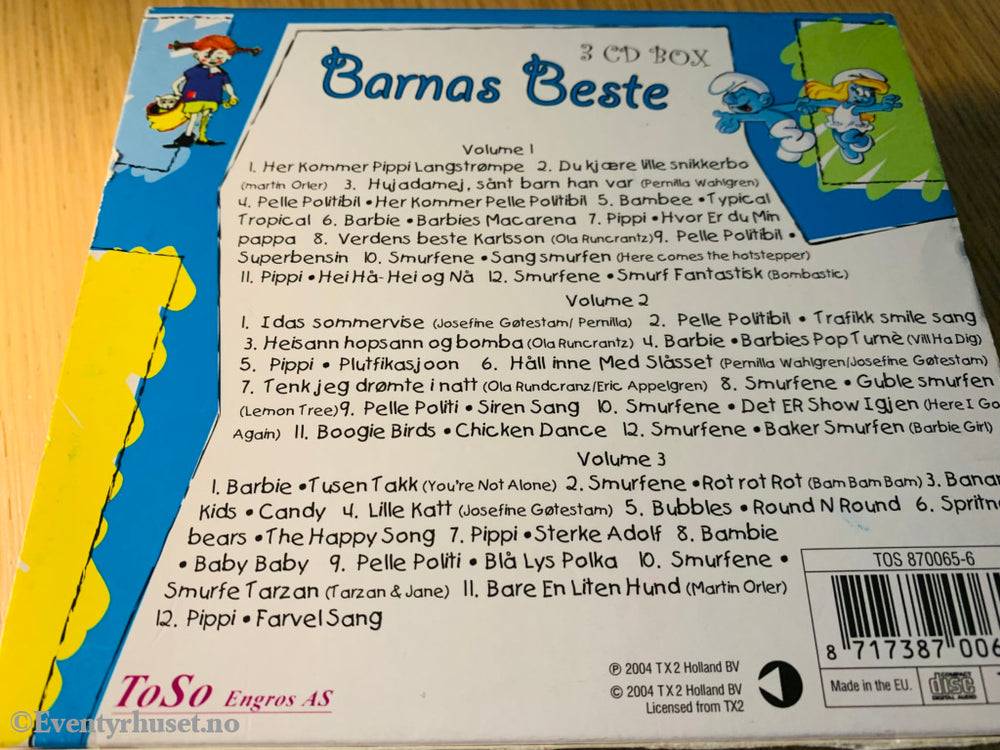 3 CD BOX
Barnas Beste
Volume 1
1. Her Kommer Pippi Langstrømpe 2. Du kjære lille snikkerbo
(martin Orler) 3. Hujadamej, sånt barn han var (Pernilla Wahlgren)
4. Pelle Politibil • Her Kommer Pelle Politibil 5. Bambee • Typical
Tropical 6. Barbie • Barbies Macarena 7. Pippi • Hvor Er du Min
pappa 8. Verdens beste Karlsson (Ola Runcrantz) 9. Pelle Politibil •
Superbensin 10. Smurfene • Sang smurfen (Here comes the hotstepper)
11. Pippi • Hei Hå-Hei og Nå 12. Smurfene • Smurf Fantastisk (Bombastic)
Volume 2
1. Idas sommervise (Josefine Gøtestam/ Pernilla) 2. Pelle Politibil • Trafikk smile sang
3. Heisann hopsann og bomba (Ola Runcrantz) 4. Barbie • Barbies Pop Turnè (Vill Ha Dig)
5. Pippi • Plutfikasjoon 6. Håll inne Med Slåsset (Pernilla Wahlgren/Josefine Gøtestam)
7. Tenk jeg drømte i natt (Ola Rundcranz/Eric Appelgren) 8. Smurfene • Guble smurfen
(Lemon Tree) 9. Pelle Politi • Siren Sang 10. Smurfene • Det ER Show Igjen (Here I Go
Again) 11. Boogie Birds • Chicken Dance 12. Smurfene • Baker Smurfen (Barbie Girl)
Volume 3
1. Barbie • Tusen Takk (You're Not Alone) 2. Smurfene • Rot rot Rot (Bam Bam Bam) 3. Banan
Kids • Candy 4. Lille Katt (Josefine Gøtestam) 5. Bubbles • Round N Round 6. Spritn
bears • The Happy Song 7. Pippi • Sterke Adolf 8. Bambie
• Baby Baby 9. Pelle Politi • Blå Lys Polka 10. Smurfene •
Smurfe Tarzan (Tarzan & Jane) 11. Bare En Liten Hund (Martin Orler)
12. Pippi • Farvel Sang
TOS 870065-6
8 717387 006
Made in the EU.
COMPACT
disc
DIGITAL AUDIO
℗ 2004 TX2 Holland BV
© 2004 TX2 Holland BV
Licensed from TX2
ToSo Engros AS
©Eventyrhuset.no